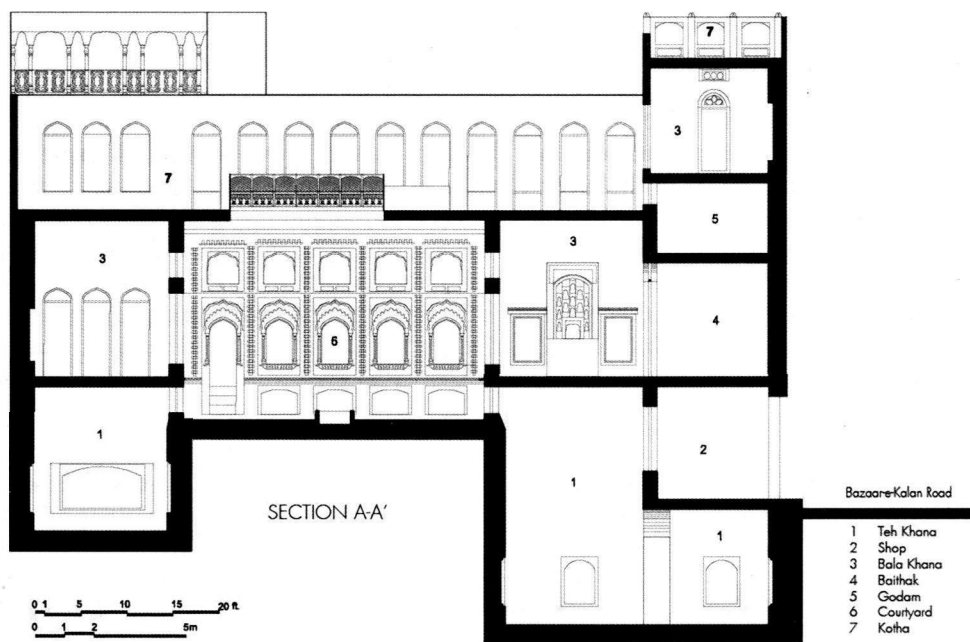 7
3
7
5
3
3
4
6
1
2
1
1
SECTION A-A'
Bazaare-Kalan Road
1 Teh Khana
2 Shop
3 Bala Khana
4 Baithak
5 Godam
6 Courtyard
7 Kotha
0 1 5 10 15 20 ft.
0 1 2 5m